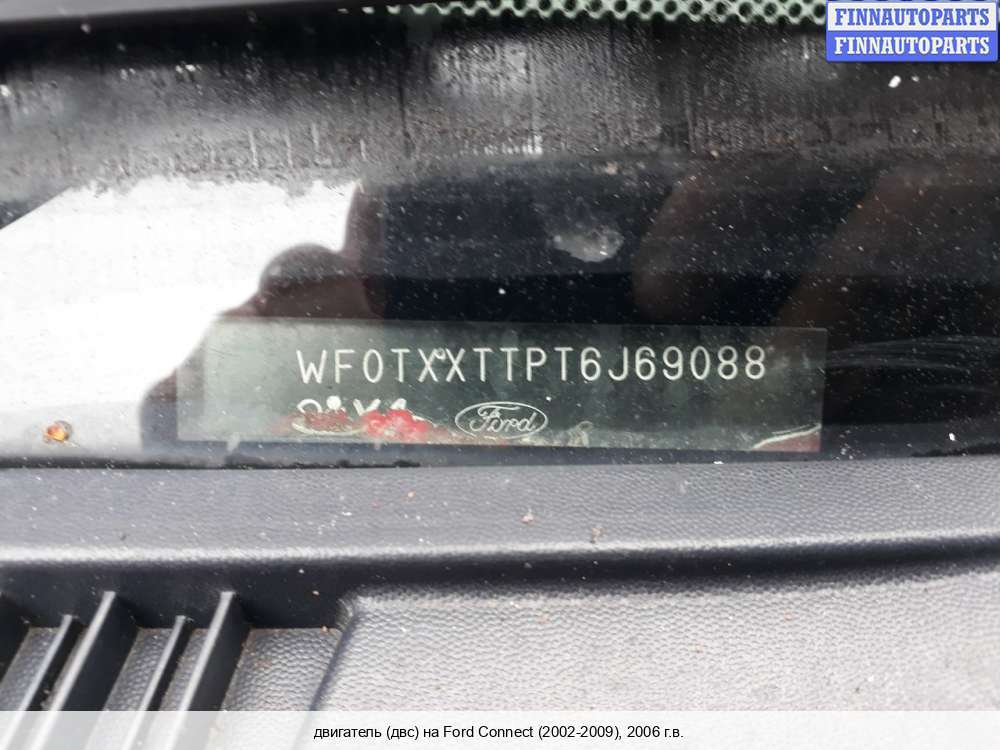 FINNAUTOPARTS
FINNAUTOPARTS
WF0TXXTTPT6J69088
Ford
двигатель (двс) на Ford Connect (2002-2009), 2006 г.в.